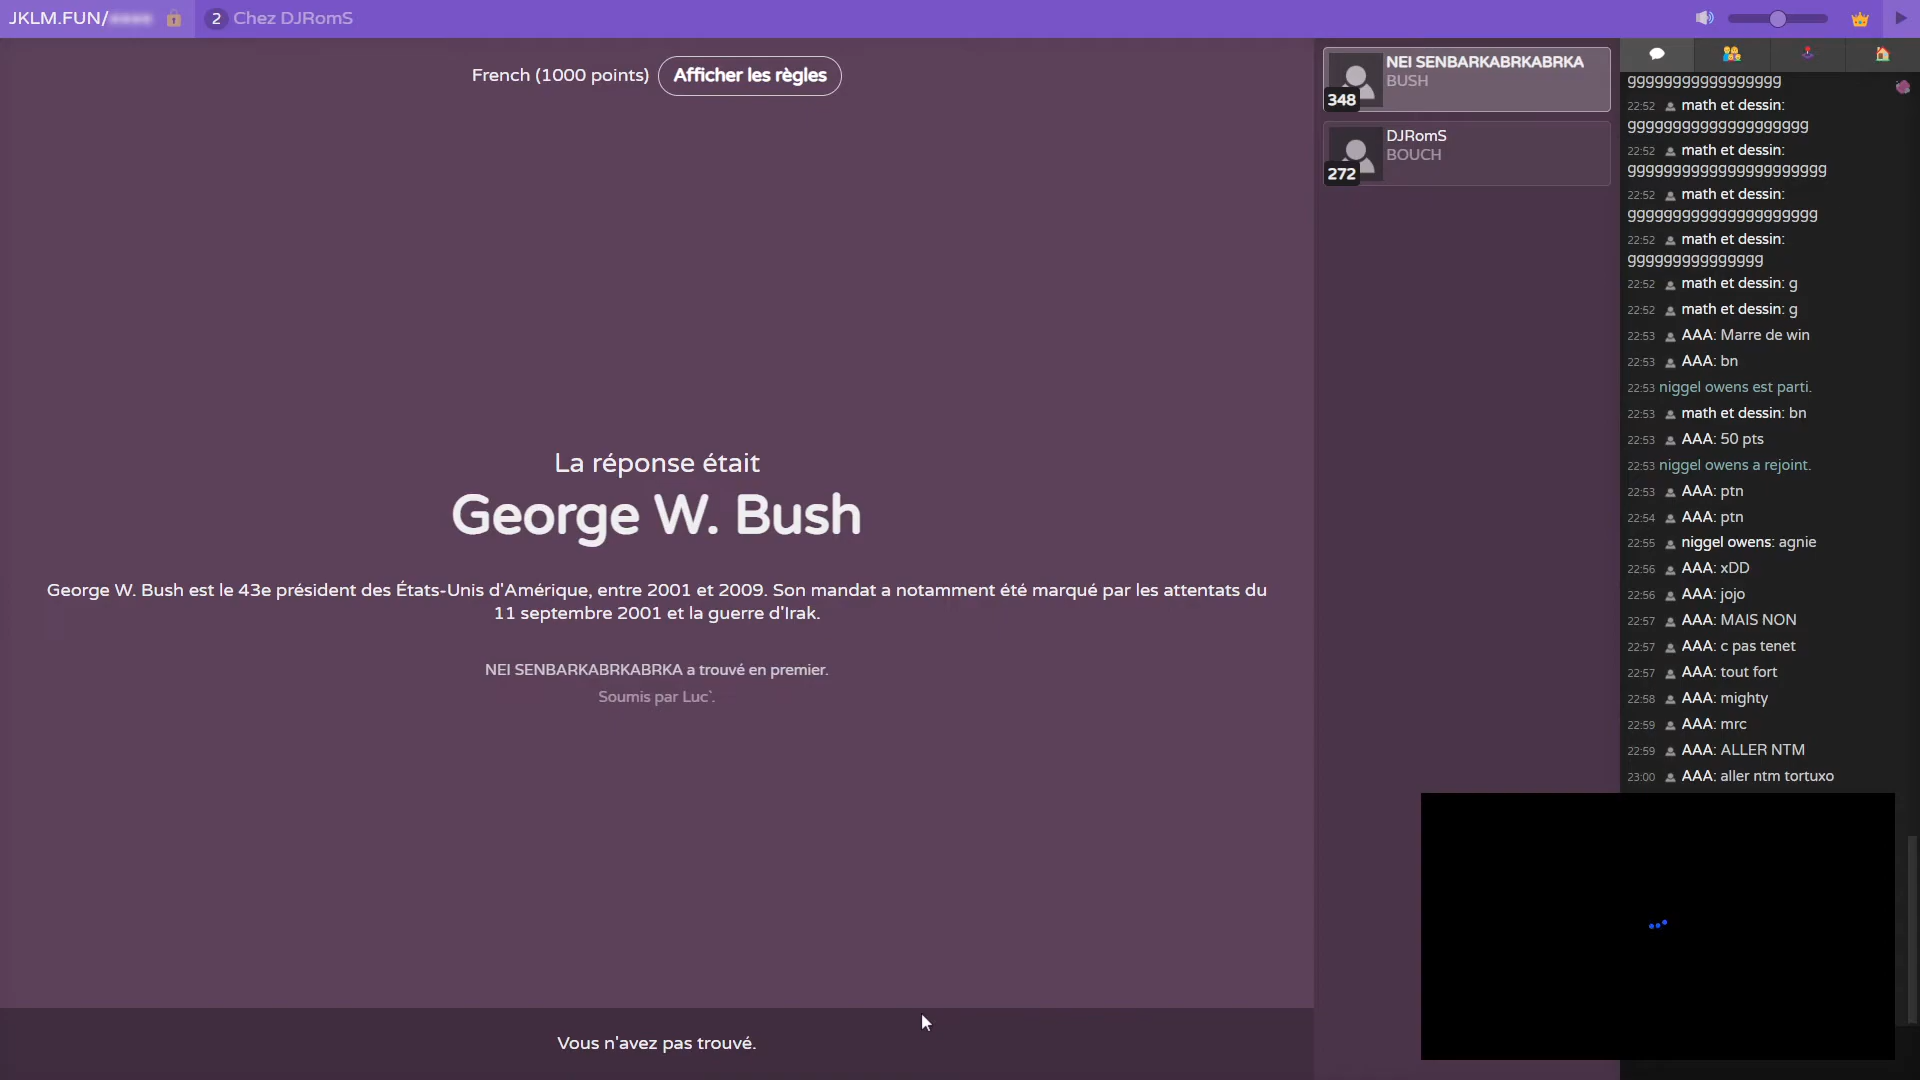 JKLM.FUN/
2 Chez DJRomS
French (1000 points) Afficher les règles
La réponse était
George W. Bush
George W. Bush est le 43e président des États-Unis d'Amérique, entre 2001 et 2009. Son mandat a notamment été marqué par les attentats du
11 septembre 2001 et la guerre d'Irak.
NEI SENBARKABRKABRKA a trouvé en premier.
Soumis par Luc`.
Vous n'avez pas trouvé.
NEI SENBARKABRKABRKA
BUSH
348
DJRomS
BOUCH
272
ggggggggggggggggg
22:52 math et dessin:
gggggggggggggggggggg
22:52 math et dessin:
gggggggggggggggggggggg
22:52 math et dessin:
ggggggggggggggggggggg
22:52 math et dessin:
ggggggggggggggg
22:52 math et dessin: g
22:52 math et dessin: g
22:53 AAA: Marre de win
22:53 AAA: bn
22:53 niggel owens est parti.
22:53 math et dessin: bn
22:53 AAA: 50 pts
22:53 niggel owens a rejoint.
22:53 AAA: ptn
22:54 AAA: ptn
22:55 niggel owens: agnie
22:56 AAA: xDD
22:56 AAA: jojo
22:57 AAA: MAIS NON
22:57 AAA: c pas tenet
22:57 AAA: tout fort
22:58 AAA: mighty
22:59 AAA: mrc
22:59 AAA: ALLER NTM
23:00 AAA: aller ntm tortuxo